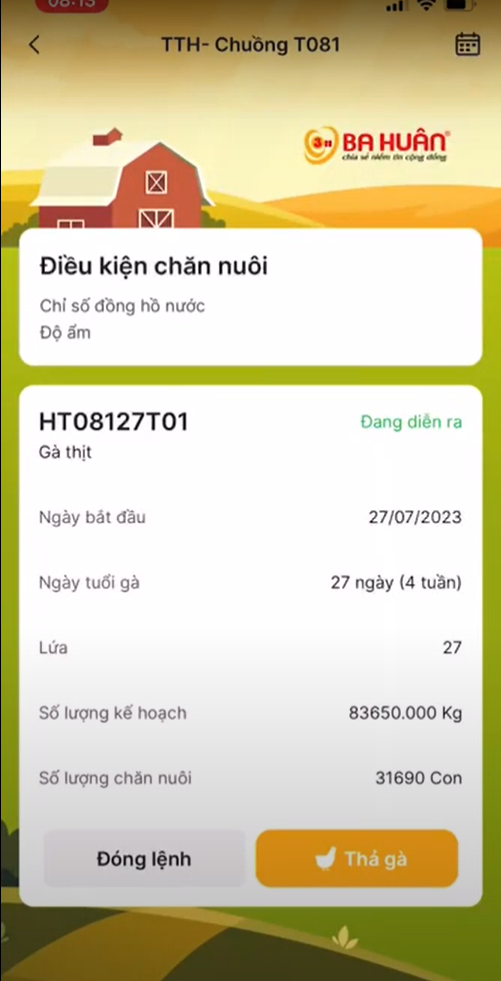 08:13
TTH- Chuồng T081
3H BA HUÂN®
chia sẻ niềm tin cộng đồng
Điều kiện chăn nuôi
Chỉ số đồng hồ nước
Độ ẩm
HT08127T01 Đang diễn ra
Gà thịt
Ngày bắt đầu 27/07/2023
Ngày tuổi gà 27 ngày (4 tuần)
Lứa 27
Số lượng kế hoạch 83650.000 Kg
Số lượng chăn nuôi 31690 Con
Đóng lệnh Thả gà